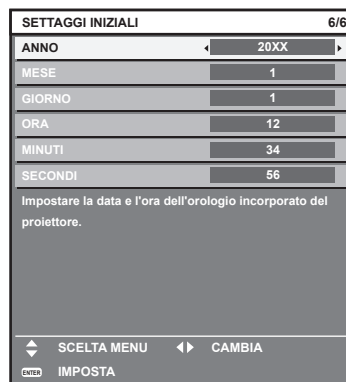 SETTAGGI INIZIALI 6/6
ANNO 20XX
MESE 1
GIORNO 1
ORA 12
MINUTI 34
SECONDI 56
Impostare la data e l'ora dell'orologio incorporato del
proiettore.
SCELTA MENU CAMBIA
ENTER IMPOSTA